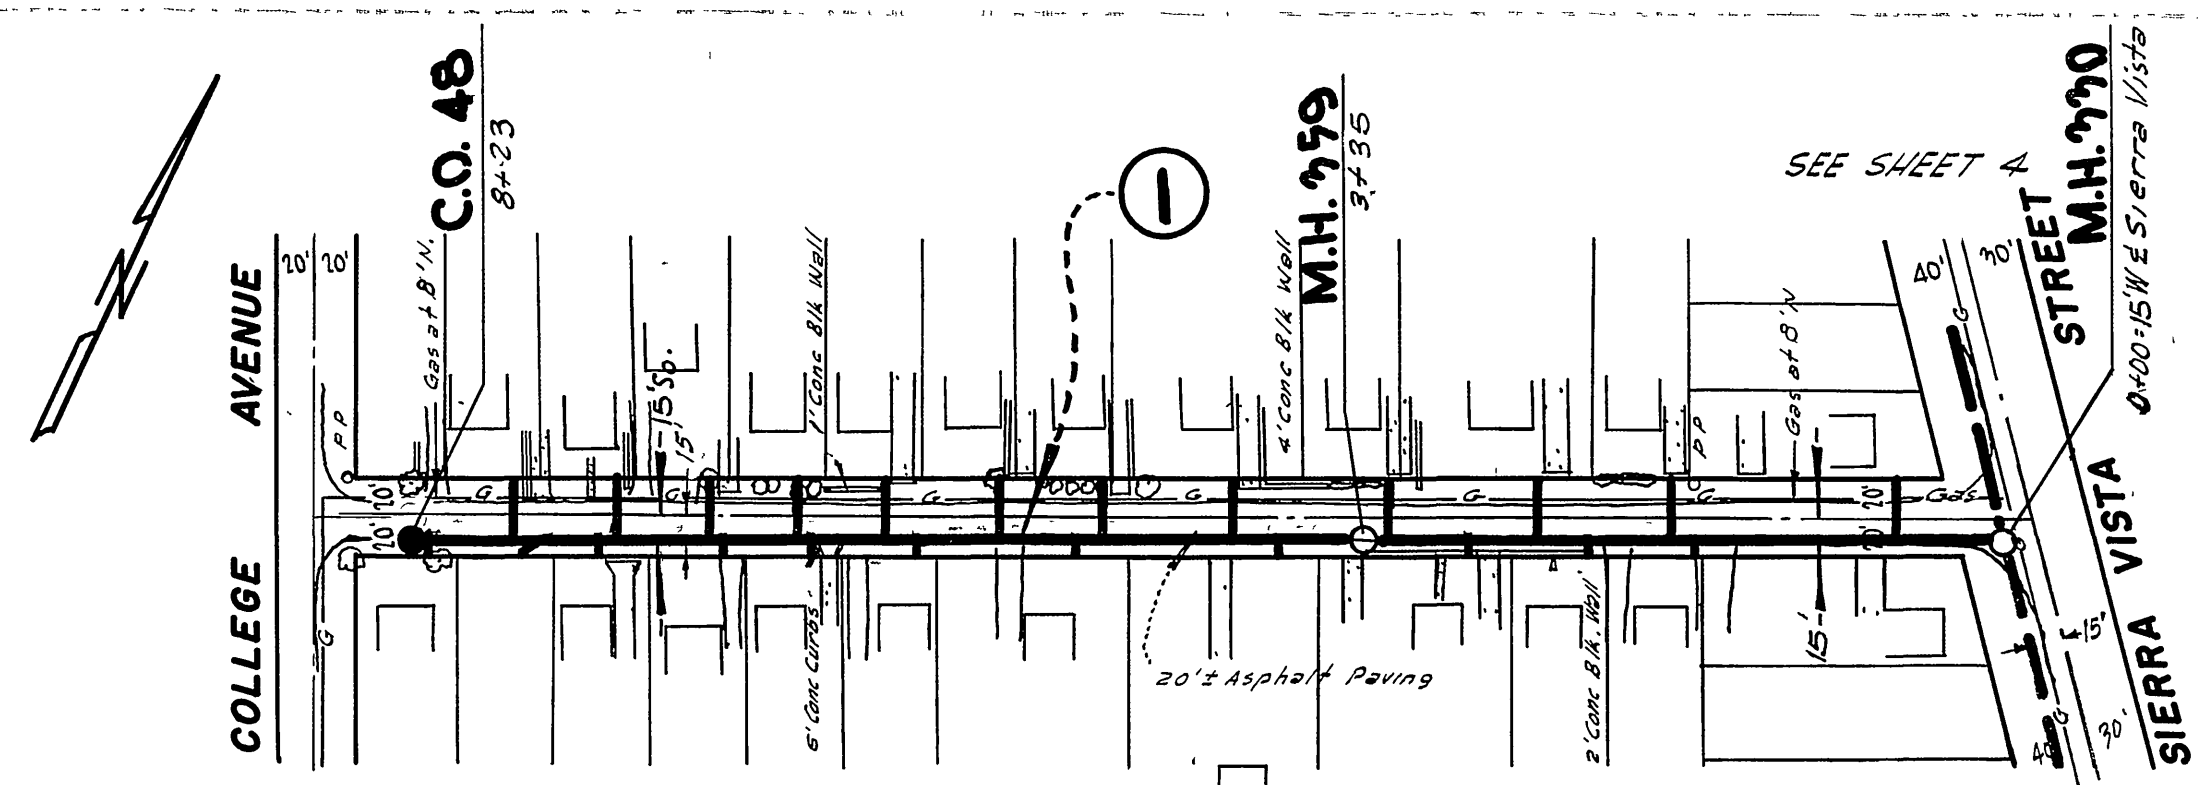 C.O. 48
8+23
M.H. 359
3+35
SEE SHEET 4
M.H. 330
0+00=15'W ℄ Sierra Vista
STREET
SIERRA VISTA
COLLEGE AVENUE
20' 20'
40'
30'
Gas at 8'N.
1' Conc Blk Wall
4' Conc Blk Wall
Gas at 8'N
PP
PP
15' So.
15'
1
20'
20'
G
G
G
G
G
G
20'
20'
Gas
G
G
G
15'
15'
6' Conc Curbs
20'± Asphalt Paving
2' Conc Blk. Wall
40'
30'
N